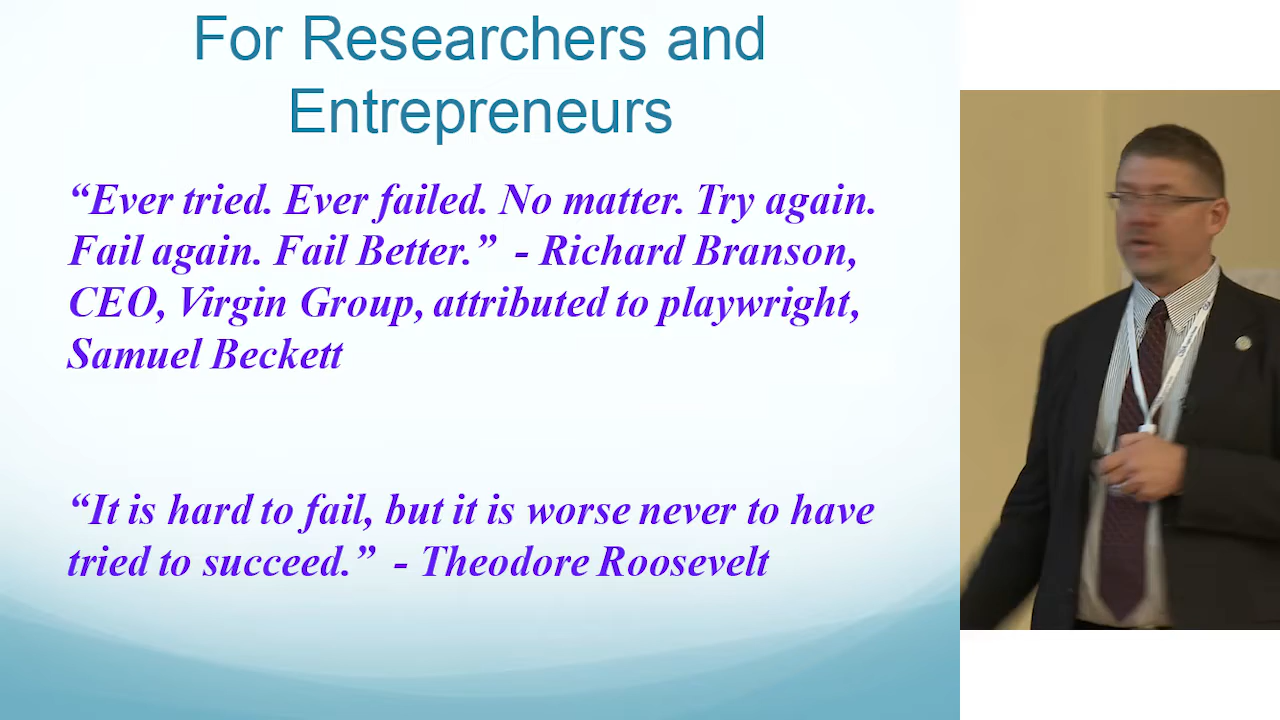 For Researchers and
Entrepreneurs
“Ever tried. Ever failed. No matter. Try again.
Fail again. Fail Better.” - Richard Branson,
CEO, Virgin Group, attributed to playwright,
Samuel Beckett
“It is hard to fail, but it is worse never to have
tried to succeed.” - Theodore Roosevelt